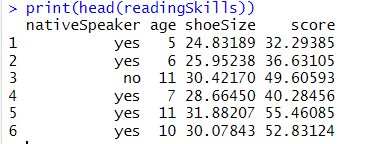 > print(head(readingSkills))
nativeSpeaker age shoeSize score
1 yes 5 24.83189 32.29385
2 yes 6 25.95238 36.63105
3 no 11 30.42170 49.60593
4 yes 7 28.66450 40.28456
5 yes 11 31.88207 55.46085
6 yes 10 30.07843 52.83124